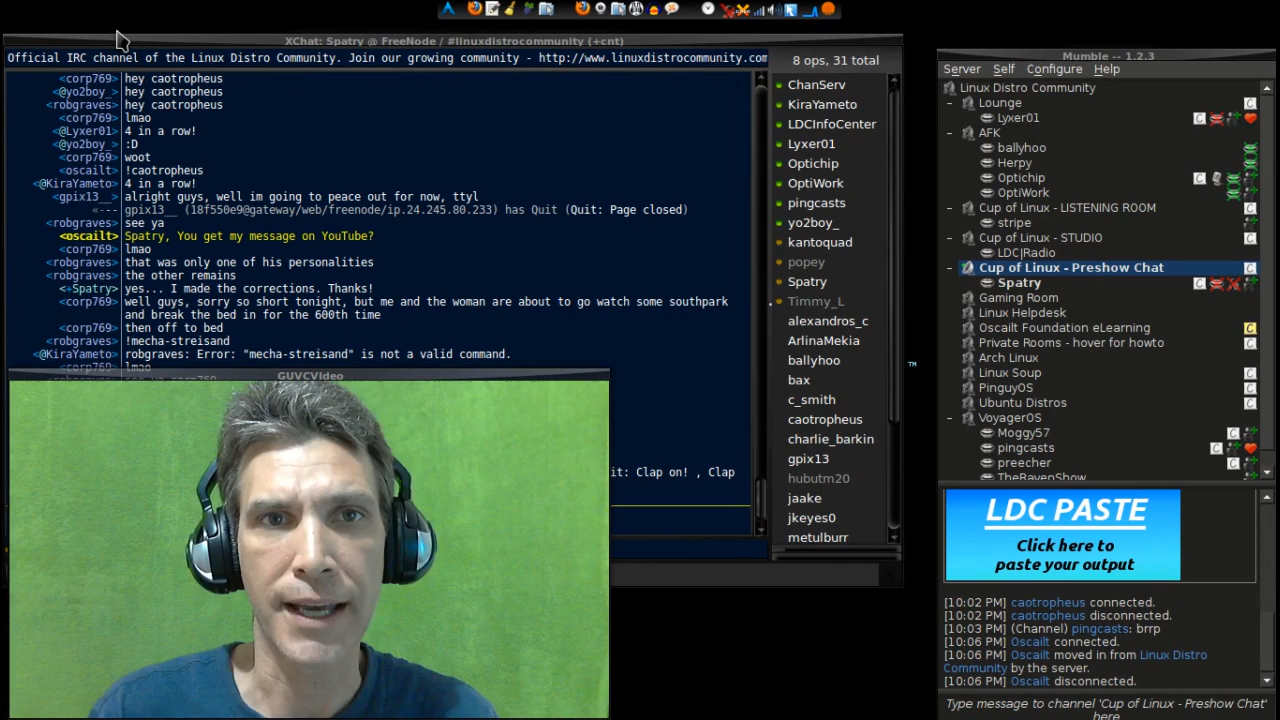 XChat: Spatry @ FreeNode / #linuxdistrocommunity (+cnt)
Official IRC channel of the Linux Distro Community. Join our growing community - http://www.linuxdistrocommunity.com
8 ops, 31 total
<corp769> hey caotropheus
<@yo2boy_> hey caotropheus
<robgraves> hey caotropheus
<corp769> lmao
<@Lyxer01> 4 in a row!
<@yo2boy_> :D
<corp769> woot
<oscailt> !caotropheus
<@KiraYameto> 4 in a row!
<gpix13__> alright guys, well im going to peace out for now, ttyl
«--- gpix13__ (18f550e9@gateway/web/freenode/ip.24.245.80.233) has Quit (Quit: Page closed)
<robgraves> see ya
<oscailt> Spatry, You get my message on YouTube?
<corp769> lmao
<robgraves> that was only one of his personalities
<robgraves> the other remains
<+Spatry> yes... I made the corrections. Thanks!
<corp769> well guys, sorry so short tonight, but me and the woman are about to go watch some southpark
and break the bed in for the 600th time
<corp769> then off to bed
<robgraves> !mecha-streisand
<@KiraYameto> robgraves: Error: "mecha-streisand" is not a valid command.
<corp769> lmao
it: Clap on! , Clap
ChanServ
KiraYameto
LDCInfoCenter
Lyxer01
Optichip
OptiWork
pingcasts
yo2boy_
kantoquad
popey
Spatry
Timmy_L
alexandros_c
ArlinaMekia
ballyhoo
bax
c_smith
caotropheus
charlie_barkin
gpix13
hubutm20
jaake
jkeyes0
metulburr
GUVCVideo
™
Mumble -- 1.2.3
Server Self Configure Help
Linux Distro Community
Lounge
Lyxer01
AFK
ballyhoo
Herpy
Optichip
OptiWork
Cup of Linux - LISTENING ROOM
stripe
Cup of Linux - STUDIO
LDC|Radio
Cup of Linux - Preshow Chat
Spatry
Gaming Room
Linux Helpdesk
Oscailt Foundation eLearning
Private Rooms - hover for howto
Arch Linux
Linux Soup
PinguyOS
Ubuntu Distros
VoyagerOS
Moggy57
pingcasts
preecher
TheRavenShow
LDC PASTE
Click here to
paste your output
[10:02 PM] caotropheus connected.
[10:02 PM] caotropheus disconnected.
[10:03 PM] (Channel) pingcasts: brrp
[10:06 PM] Oscailt connected.
[10:06 PM] Oscailt moved in from Linux Distro
Community by the server.
[10:06 PM] Oscailt disconnected.
Type message to channel 'Cup of Linux - Preshow Chat'
here